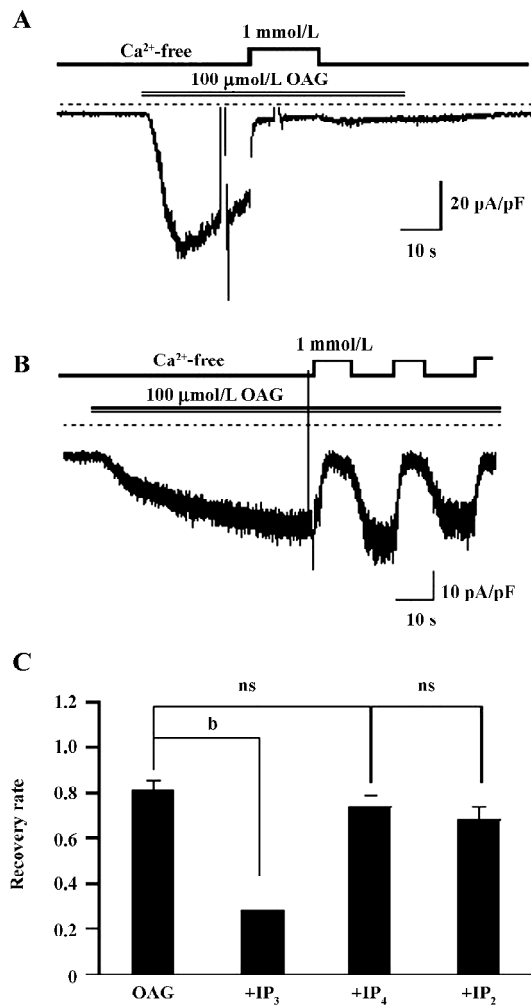 A
1 mmol/L
Ca²⁺-free
100 μmol/L OAG
20 pA/pF
10 s
B
1 mmol/L
Ca²⁺-free
100 μmol/L OAG
10 pA/pF
10 s
C
ns ns
b
1.2
1.0
0.8
0.6
0.4
0.2
0
Recovery rate
OAG +IP₃ +IP₄ +IP₂